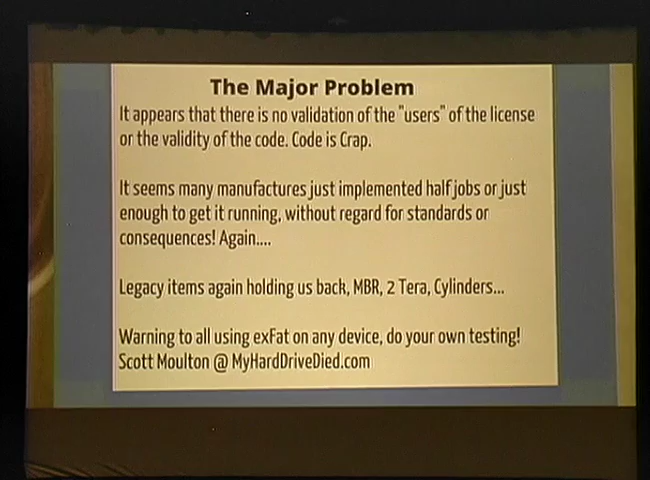 The Major Problem
It appears that there is no validation of the "users" of the license
or the validity of the code. Code is Crap.
It seems many manufactures just implemented half jobs or just
enough to get it running, without regard for standards or
consequences! Again....
Legacy items again holding us back, MBR, 2 Tera, Cylinders...
Warning to all using exFat on any device, do your own testing!
Scott Moulton @ MyHardDriveDied.com